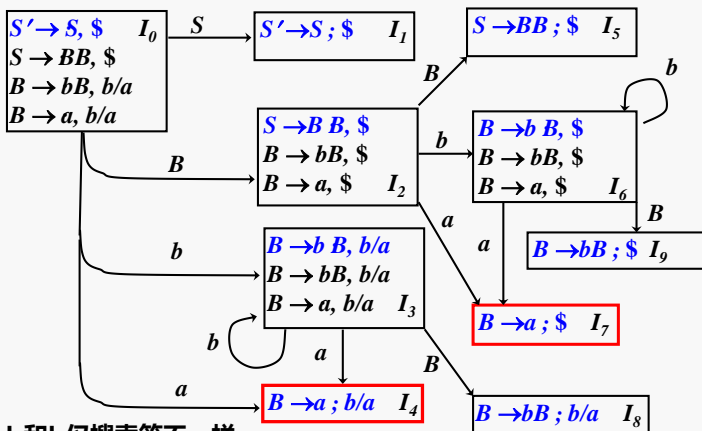 S′ → S, $ I₀
S → BB, $
B → bB, b/a
B → a, b/a
S
S′ → S ; $ I₁
S → BB ; $ I₅
B
b
B
S → B B, $
B → bB, $
B → a, $ I₂
b
B → b B, $
B → bB, $
B → a, $ I₆
a
a
B
B → bB ; $ I₉
b
B → b B, b/a
B → bB, b/a
B → a, b/a I₃
b
a
B
B → a ; $ I₇
a
B → a ; b/a I₄
B → bB ; b/a I₈